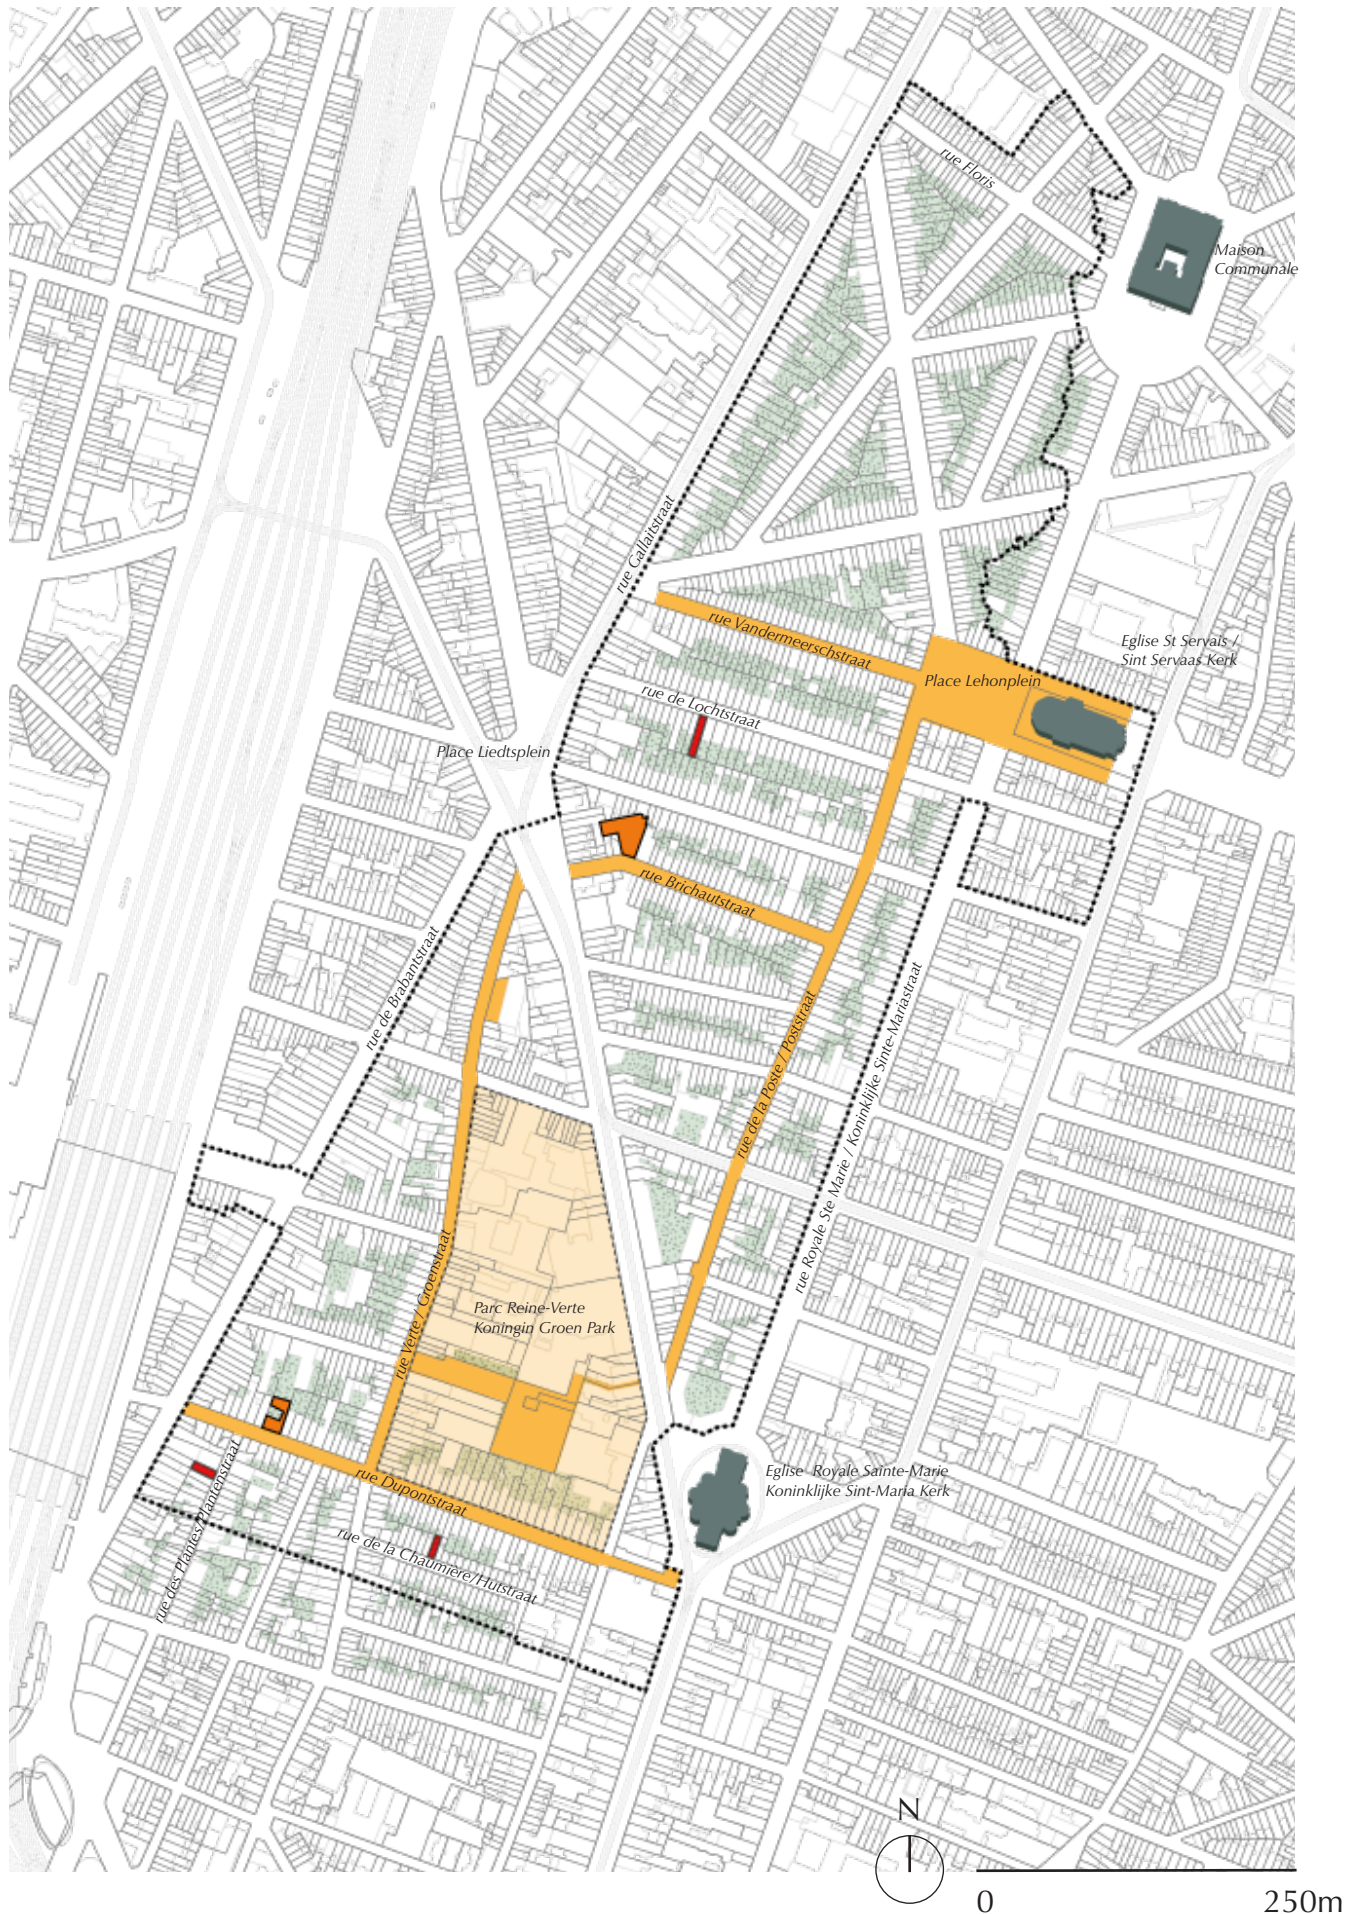 rue Floris
Maison
Communale
rue Gallaitstraat
rue Vandermeerschstraat
Eglise St Servais /
Sint Servaas Kerk
Place Lehonplein
rue de Lochtstraat
Place Liedtsplein
rue Brichautstraat
rue de Brabantstraat
rue de la Poste / Poststraat
rue Royale Ste Marie / Koninklijke Sinte-Mariastraat
rue Verte / Groenstraat
Parc Reine-Verte
Koningin Groen Park
rue Dupontstraat
Eglise Royale Sainte-Marie
Koninklijke Sint-Maria Kerk
rue des Plantes/Plantenstraat
rue de la Chaumière/Hutstraat
N
0 250m